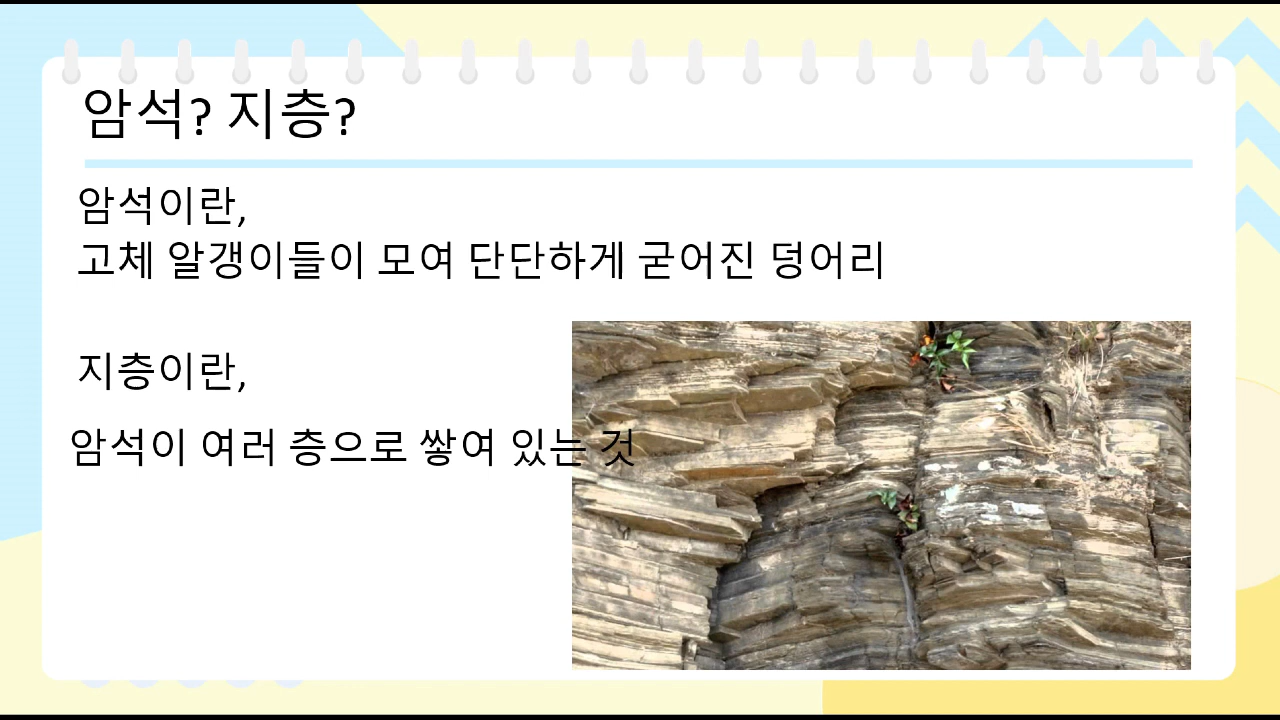 암석? 지층?
암석이란,
고체 알갱이들이 모여 단단하게 굳어진 덩어리
지층이란,
암석이 여러 층으로 쌓여 있는 것